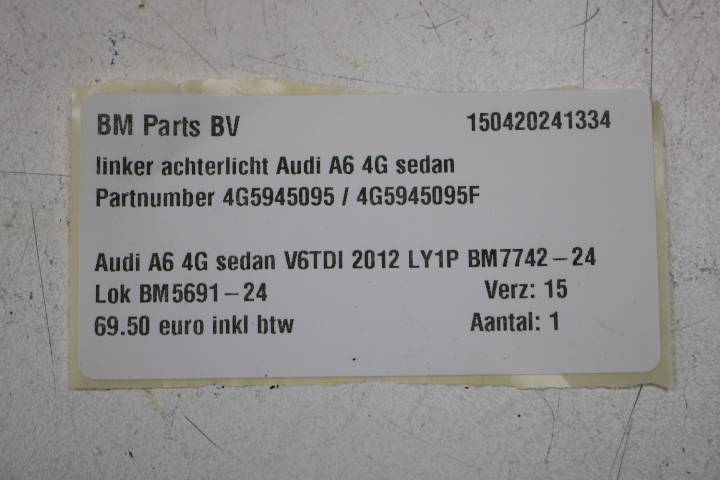 BM Parts BV 150420241334
linker achterlicht Audi A6 4G sedan
Partnumber 4G5945095 / 4G5945095F
Audi A6 4G sedan V6TDI 2012 LY1P BM7742-24
Lok BM5691-24 Verz: 15
69.50 euro inkl btw Aantal: 1